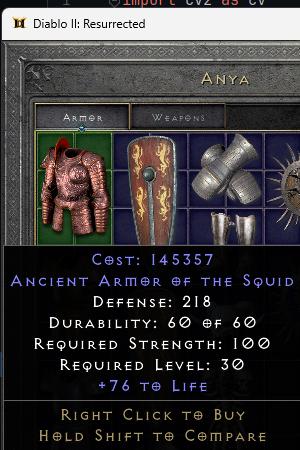 import cv2 as cv
Diablo II: Resurrected
Anya
Armor
Weapons
Cost: 145357
Ancient Armor of the Squid
Defense: 218
Durability: 60 of 60
Required Strength: 100
Required Level: 30
+76 to Life
Right Click to Buy
Hold Shift to Compare